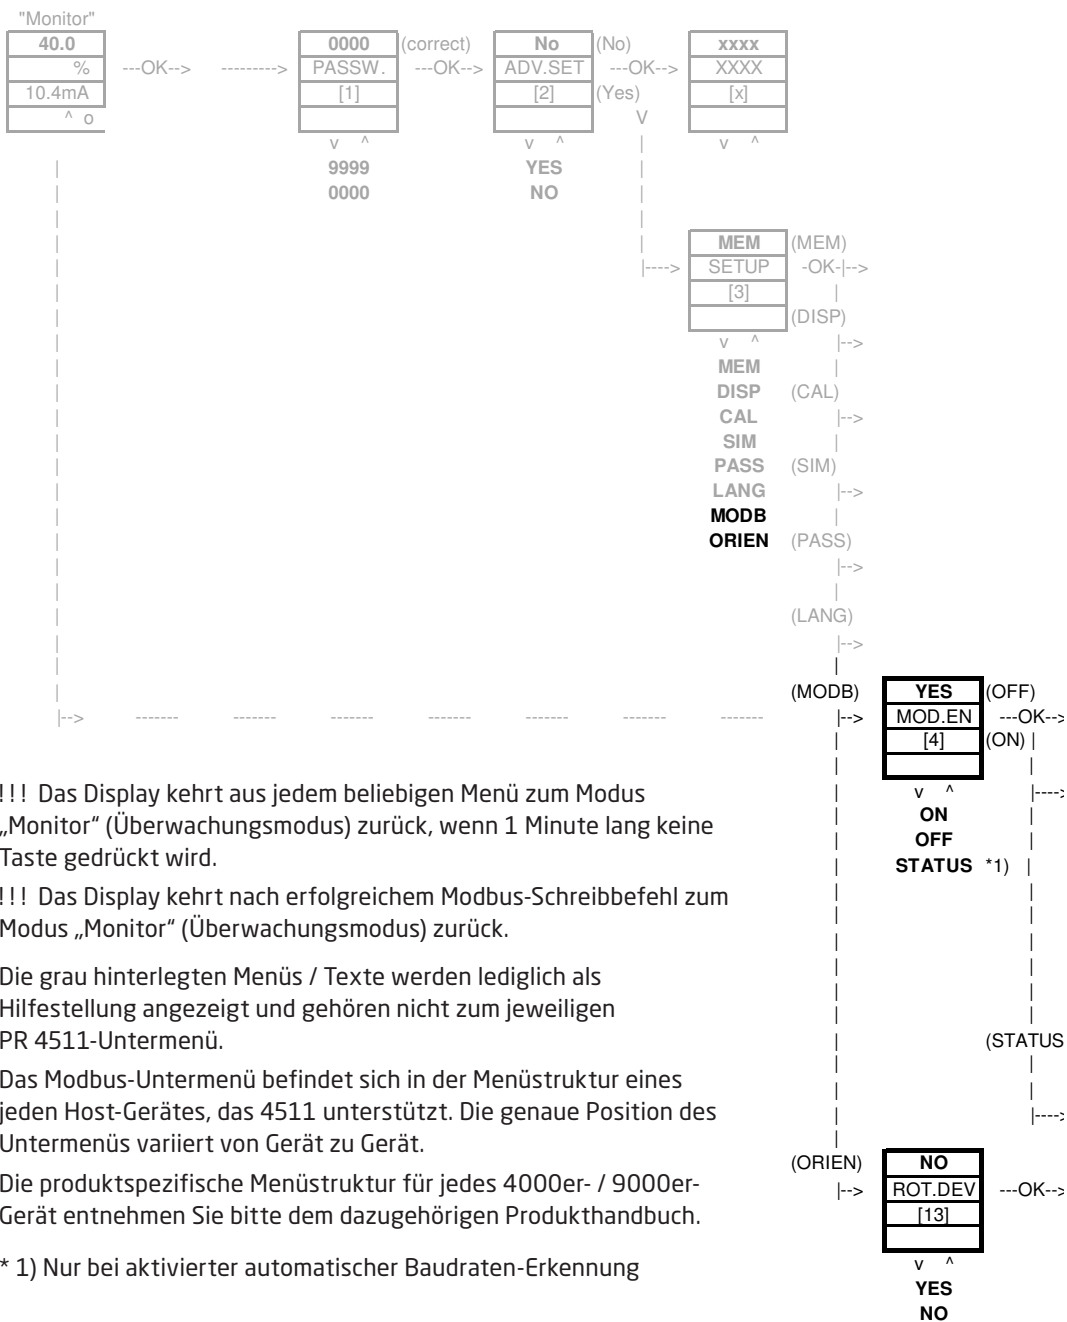 "Monitor"
40.0 0000 (correct) No (No) xxxx
% ---OK--> ---------> PASSW. ---OK--> ADV.SET ---OK--> XXXX
10.4mA [1] [2] (Yes) [x]
^ o V
v ^ v ^ | v ^
| 9999 YES |
| 0000 NO |
| |
| | MEM (MEM)
| |----> SETUP -OK-|-->
| [3] |
| (DISP)
| v ^ |-->
| MEM |
| DISP (CAL)
| CAL |-->
| SIM |
| PASS (SIM)
| LANG |-->
| MODB |
| ORIEN (PASS)
| |-->
| |
| (LANG)
| |-->
| |
| (MODB) YES (OFF)
|--> ------- ------- ------- ------- ------- ------- ------- |--> MOD.EN ---OK-->
| [4] (ON) |
| |
!!! Das Display kehrt aus jedem beliebigen Menü zum Modus | v ^ |---->
„Monitor“ (Überwachungsmodus) zurück, wenn 1 Minute lang keine | ON |
| OFF |
Taste gedrückt wird. | STATUS *1) |
!!! Das Display kehrt nach erfolgreichem Modbus-Schreibbefehl zum | |
Modus „Monitor“ (Überwachungsmodus) zurück. | |
Die grau hinterlegten Menüs / Texte werden lediglich als | |
Hilfestellung angezeigt und gehören nicht zum jeweiligen | |
PR 4511-Untermenü. | (STATUS
Das Modbus-Untermenü befindet sich in der Menüstruktur eines | |
jeden Host-Gerätes, das 4511 unterstützt. Die genaue Position des | |---->
Untermenüs variiert von Gerät zu Gerät. |
(ORIEN) NO
Die produktspezifische Menüstruktur für jedes 4000er- / 9000er- |--> ROT.DEV ---OK-->
Gerät entnehmen Sie bitte dem dazugehörigen Produkthandbuch. [13]
* 1) Nur bei aktivierter automatischer Baudraten-Erkennung v ^
YES
NO